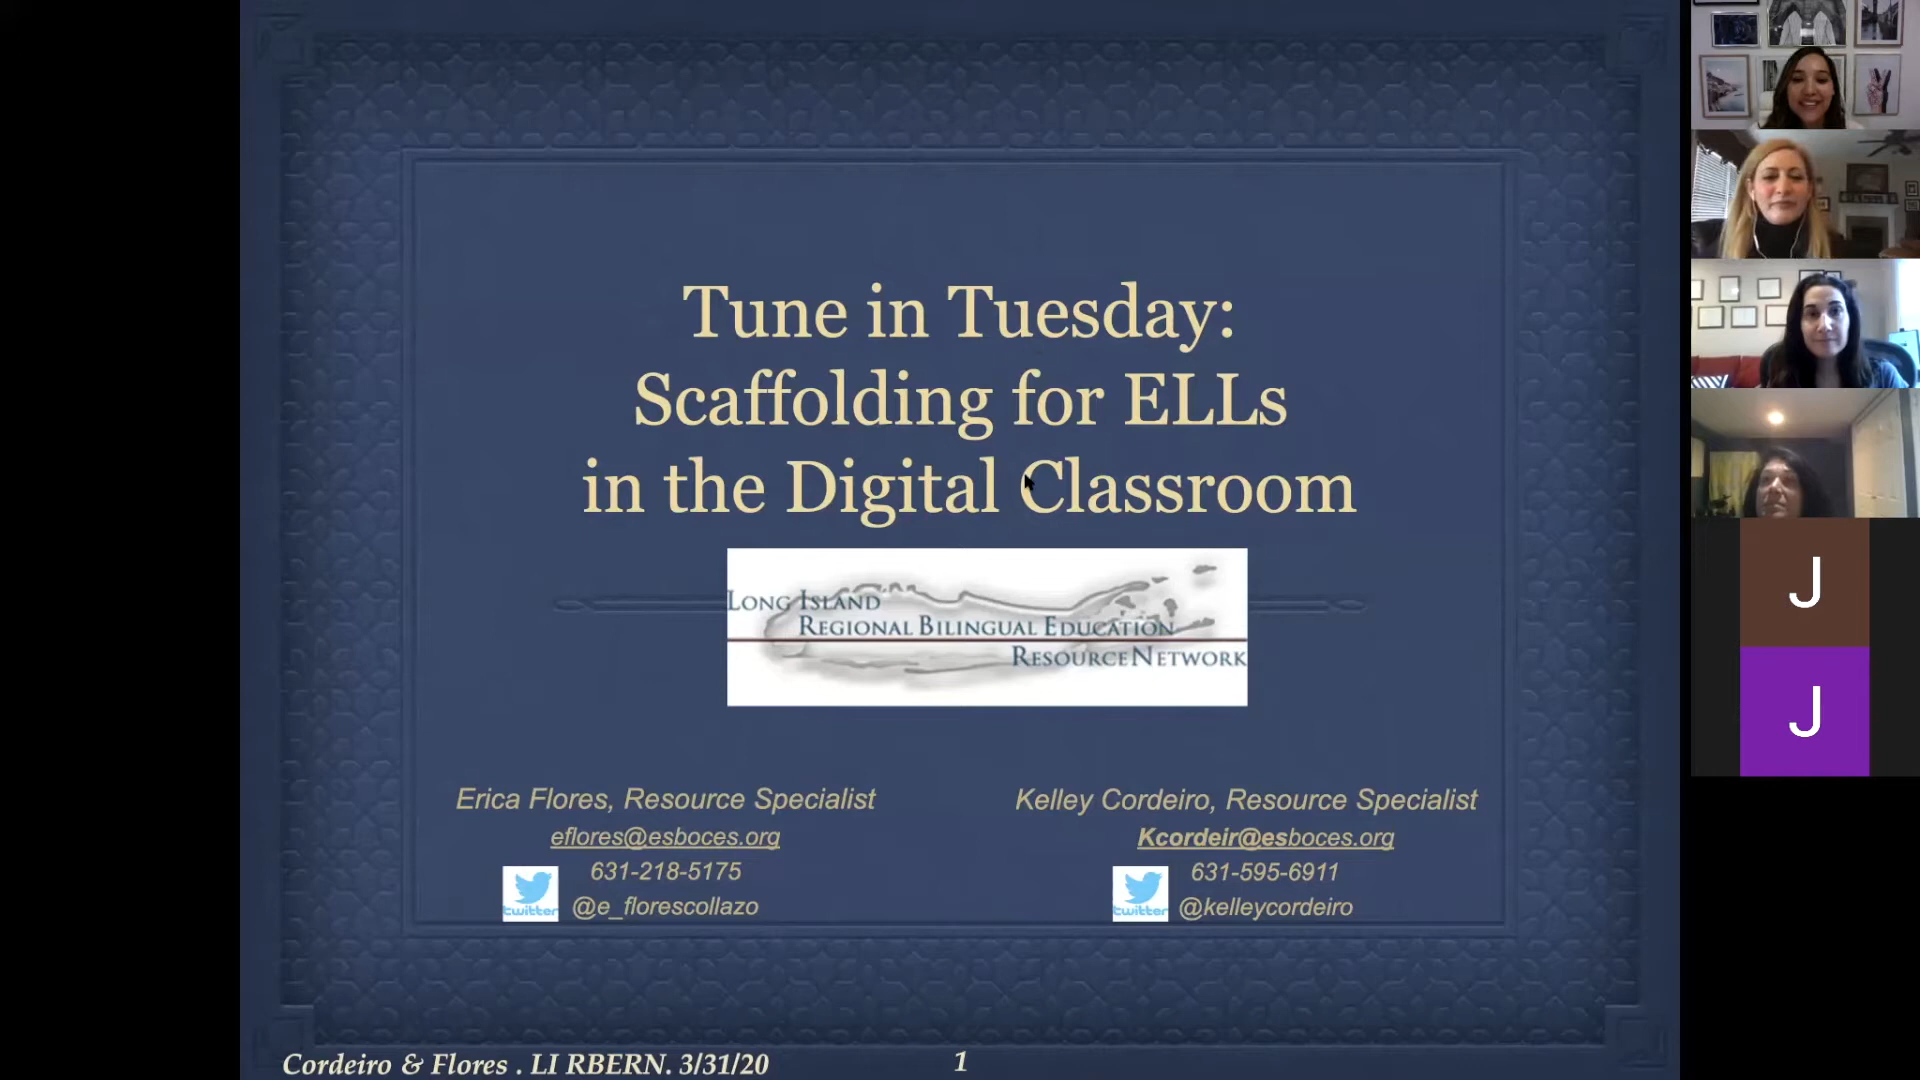 Tune in Tuesday:
Scaffolding for ELLs
in the Digital Classroom
LONG ISLAND
REGIONAL BILINGUAL EDUCATION
RESOURCE NETWORK
Erica Flores, Resource Specialist
eflores@esboces.org
631-218-5175
twitter @e_florescollazo
Kelley Cordeiro, Resource Specialist
Kcordeir@esboces.org
631-595-6911
twitter @kelleycordeiro
Cordeiro & Flores . LI RBERN. 3/31/20
1
J
J